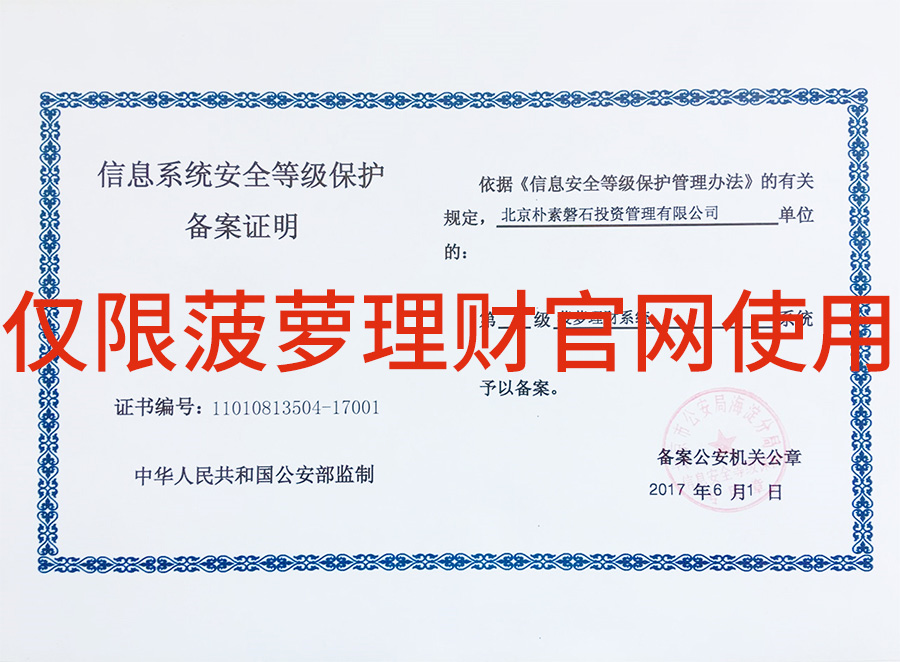 信息系统安全等级保护
备案证明
依据《信息安全等级保护管理办法》的有关
规定，北京朴素磐石投资管理有限公司 单位
的：
仅限菠萝理财官网使用
第 级 菠萝理财系统 系统
予以备案。
证书编号：11010813504-17001
中华人民共和国公安部监制
市公安局海淀分局
备案公安机关公章
2017 年 6 月 1 日